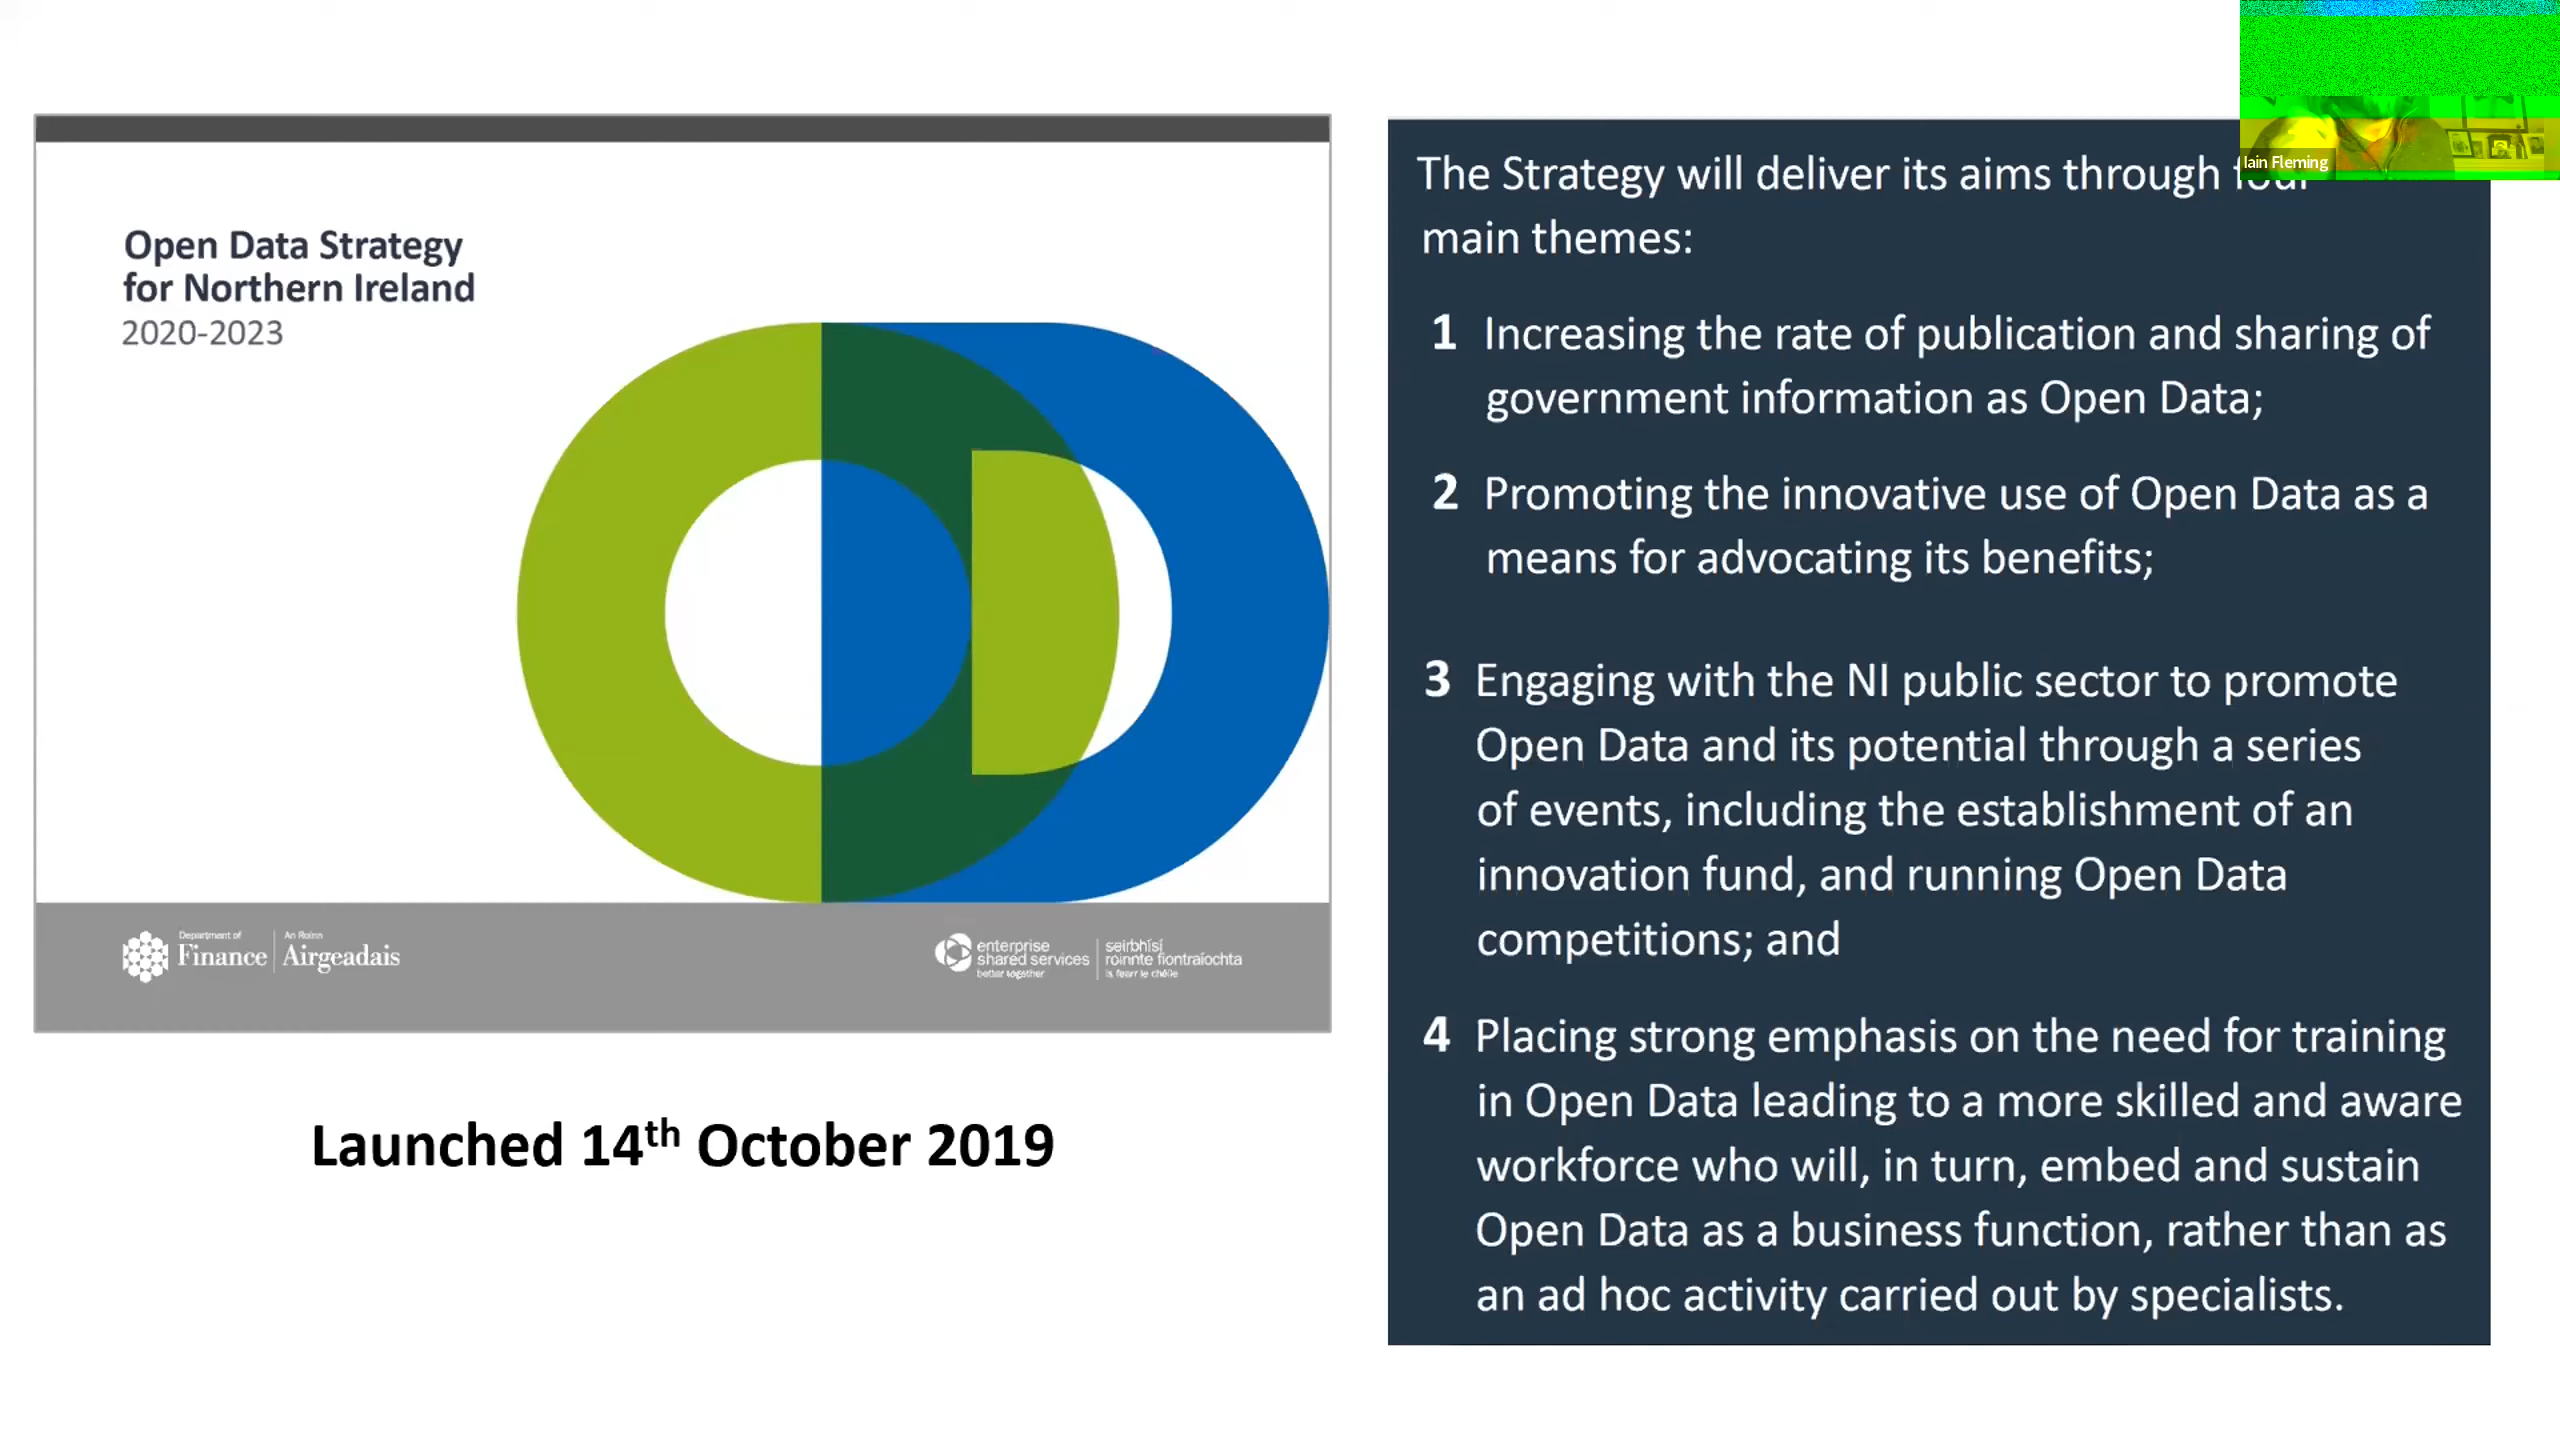 Iain Fleming
Open Data Strategy
for Northern Ireland
2020-2023
Department of
Finance
An Roinn
Airgeadais
enterprise
shared services
better together
seirbhísí
roinnte fiontraíochta
is fearr le chéile
Launched 14th October 2019
The Strategy will deliver its aims through four
main themes:
1 Increasing the rate of publication and sharing of
government information as Open Data;
2 Promoting the innovative use of Open Data as a
means for advocating its benefits;
3 Engaging with the NI public sector to promote
Open Data and its potential through a series
of events, including the establishment of an
innovation fund, and running Open Data
competitions; and
4 Placing strong emphasis on the need for training
in Open Data leading to a more skilled and aware
workforce who will, in turn, embed and sustain
Open Data as a business function, rather than as
an ad hoc activity carried out by specialists.